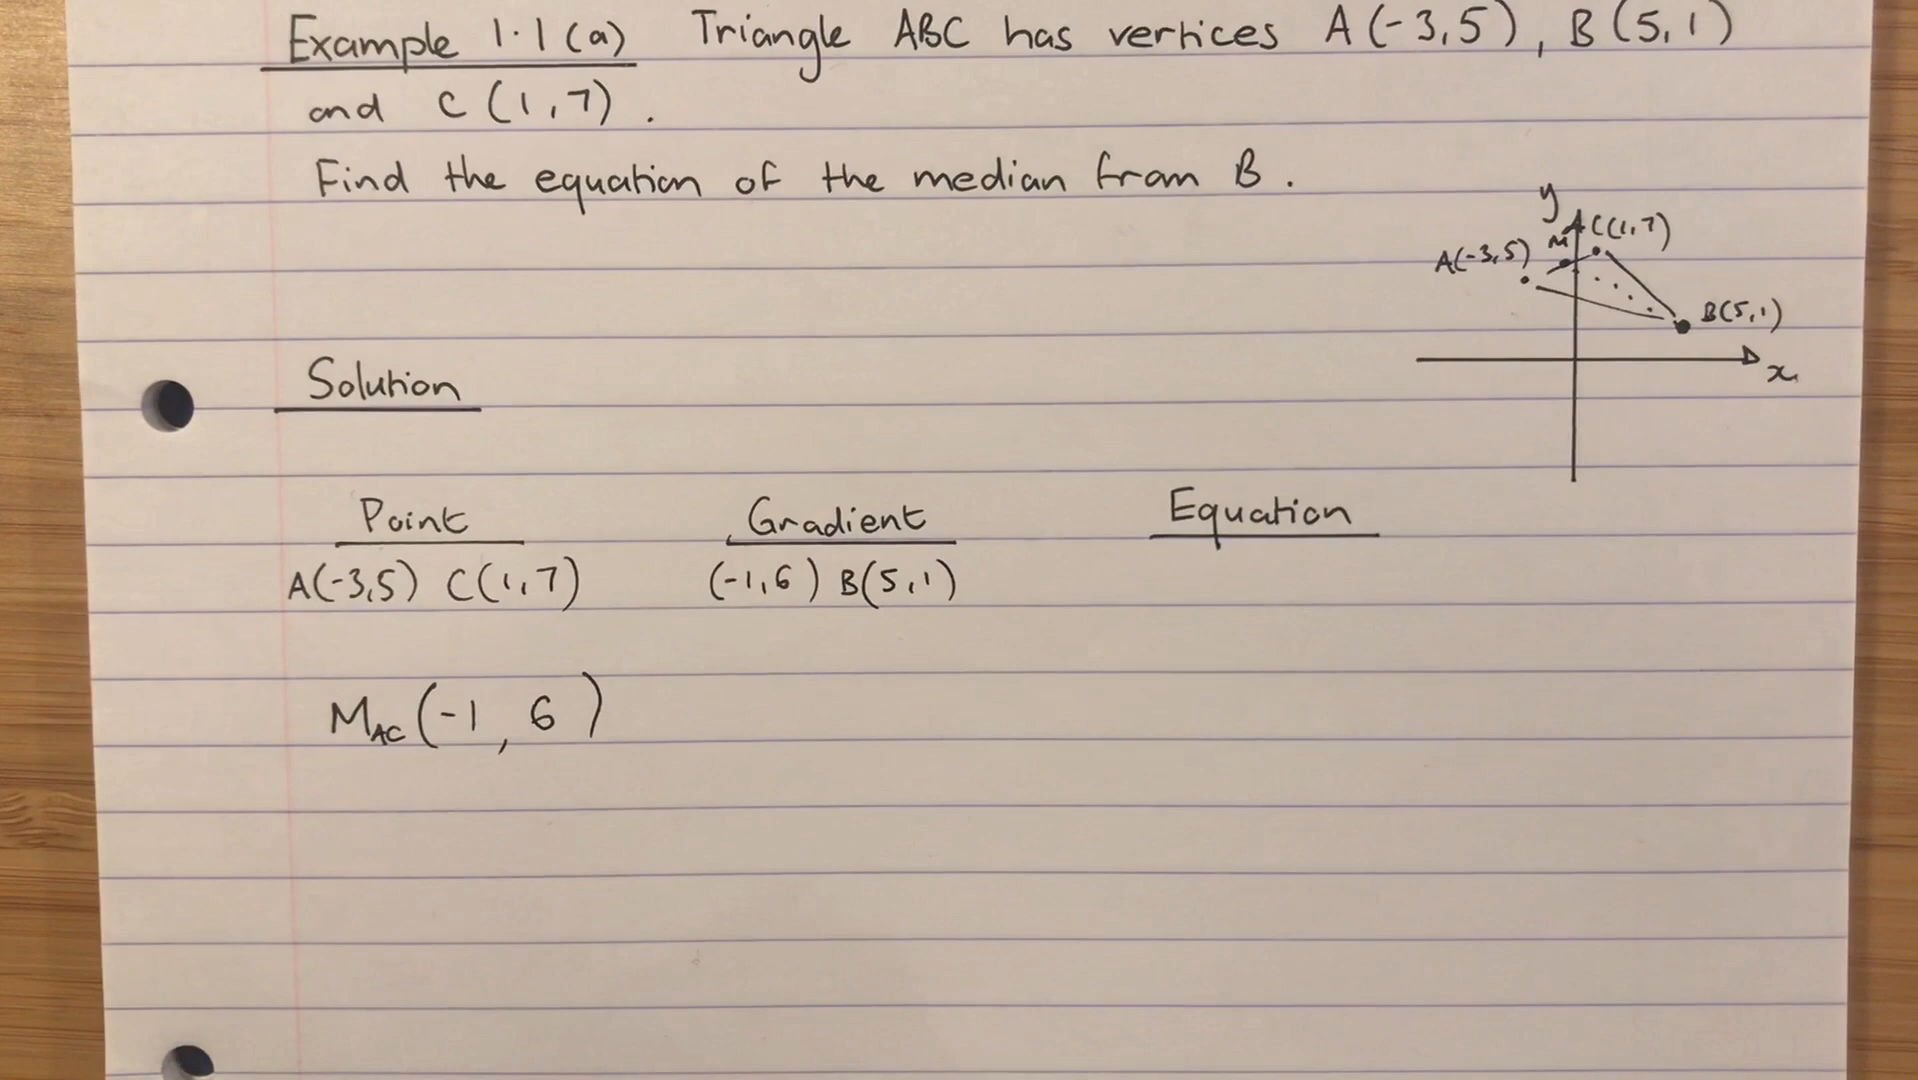 Example 1.1 (a) Triangle ABC has vertices A(-3,5), B(5,1)
and C(1,7).
Find the equation of the median from B.
y
C(1,7)
M
A(-3,5)
B(5,1)
x
Solution
Point Gradient Equation
A(-3,5) C(1,7) (-1,6) B(5,1)
MAC(-1, 6)